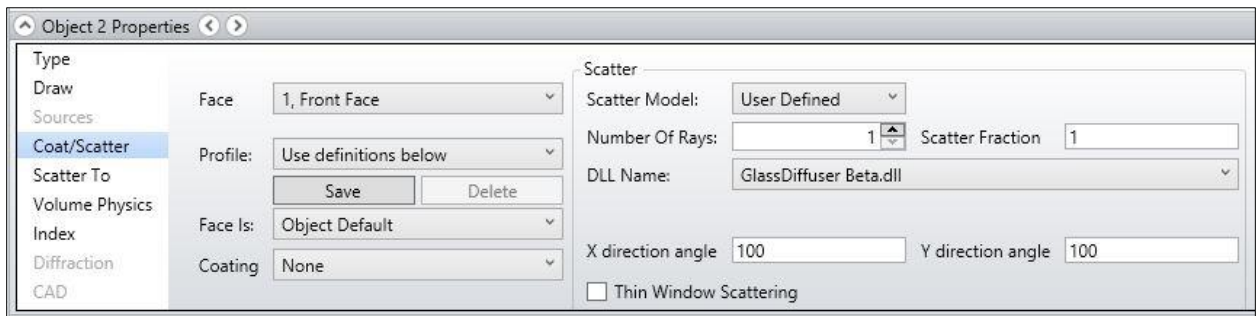 Object 2 Properties
Type
Draw
Sources
Coat/Scatter
Scatter To
Volume Physics
Index
Diffraction
CAD
Face 1, Front Face
Profile: Use definitions below
Save Delete
Face Is: Object Default
Coating None
Scatter
Scatter Model: User Defined
Number Of Rays: 1 Scatter Fraction 1
DLL Name: GlassDiffuser Beta.dll
X direction angle 100 Y direction angle 100
Thin Window Scattering